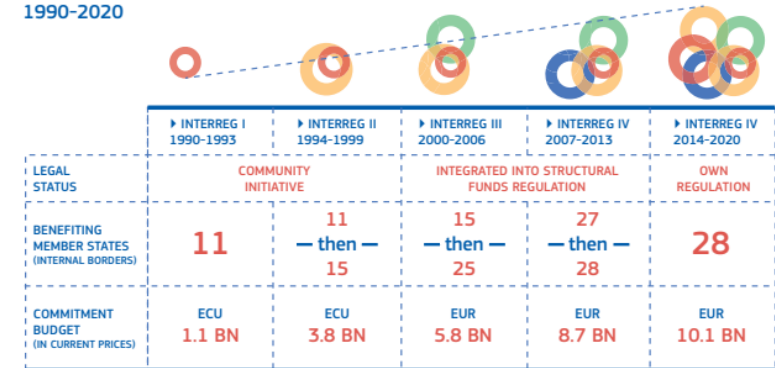 1990-2020
INTERREG I
1990-1993
INTERREG II
1994-1999
INTERREG III
2000-2006
INTERREG IV
2007-2013
INTERREG IV
2014-2020
LEGAL
STATUS
COMMUNITY
INITIATIVE
INTEGRATED INTO STRUCTURAL
FUNDS REGULATION
OWN
REGULATION
BENEFITING
MEMBER STATES
(INTERNAL BORDERS)
11
11
— then —
15
15
— then —
25
27
— then —
28
28
COMMITMENT
BUDGET
(IN CURRENT PRICES)
ECU
1.1 BN
ECU
3.8 BN
EUR
5.8 BN
EUR
8.7 BN
EUR
10.1 BN